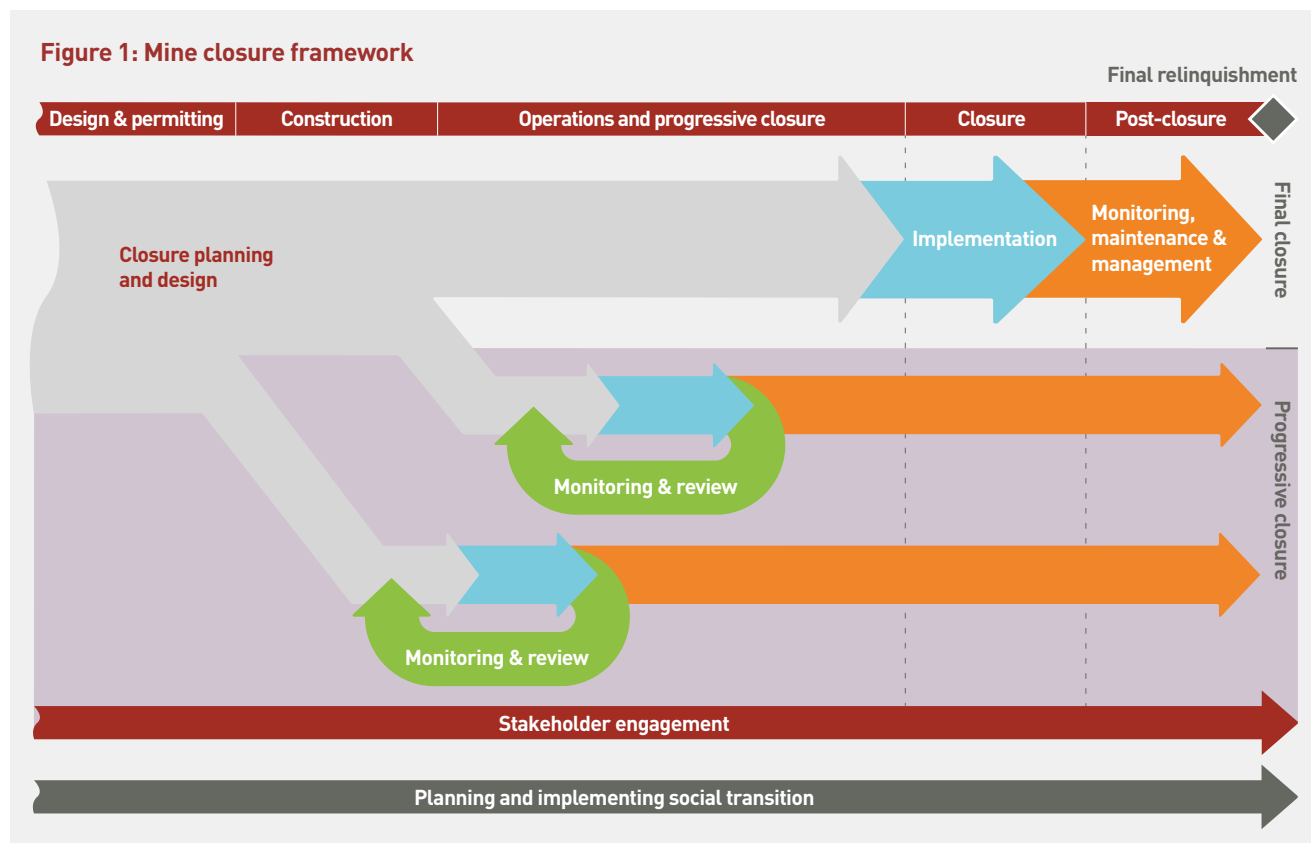 Figure 1: Mine closure framework
Final relinquishment
Design & permitting
Construction
Operations and progressive closure
Closure
Post-closure
Closure planning
and design
Implementation
Monitoring,
maintenance &
management
Final closure
Monitoring & review
Monitoring & review
Progressive closure
Stakeholder engagement
Planning and implementing social transition